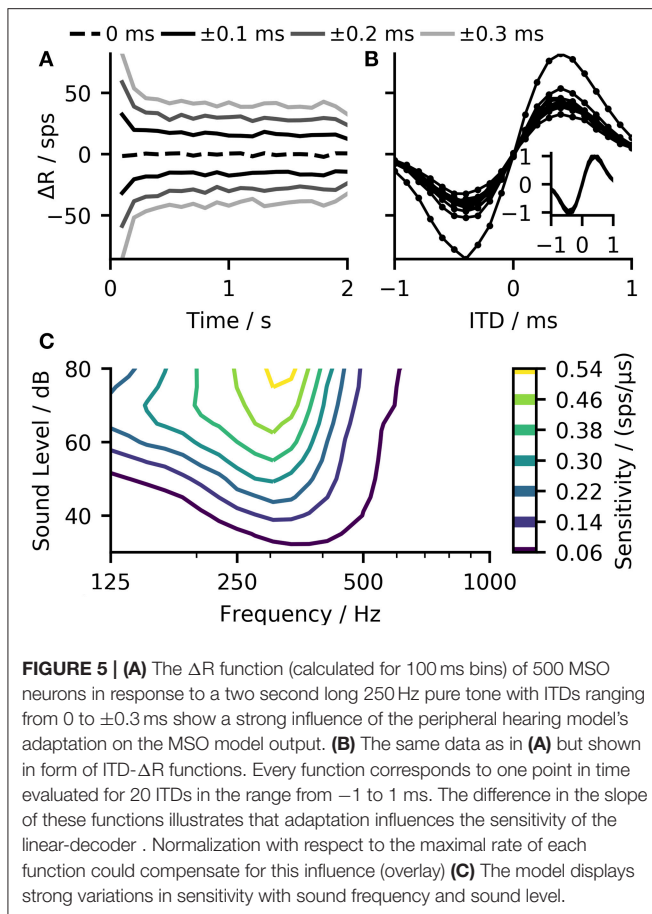 0 ms ±0.1 ms ±0.2 ms ±0.3 ms
A
B
50
0
−50
ΔR / sps
0 1 2
Time / s
1
0
−1
−1 0 1
−1 0 1
ITD / ms
C
80
60
40
Sound Level / dB
125 250 500 1000
Frequency / Hz
0.54
0.46
0.38
0.30
0.22
0.14
0.06
Sensitivity / (sps/μs)
FIGURE 5 | (A) The ΔR function (calculated for 100 ms bins) of 500 MSO
neurons in response to a two second long 250 Hz pure tone with ITDs ranging
from 0 to ±0.3 ms show a strong influence of the peripheral hearing model's
adaptation on the MSO model output. (B) The same data as in (A) but shown
in form of ITD-ΔR functions. Every function corresponds to one point in time
evaluated for 20 ITDs in the range from −1 to 1 ms. The difference in the slope
of these functions illustrates that adaptation influences the sensitivity of the
linear-decoder . Normalization with respect to the maximal rate of each
function could compensate for this influence (overlay) (C) The model displays
strong variations in sensitivity with sound frequency and sound level.